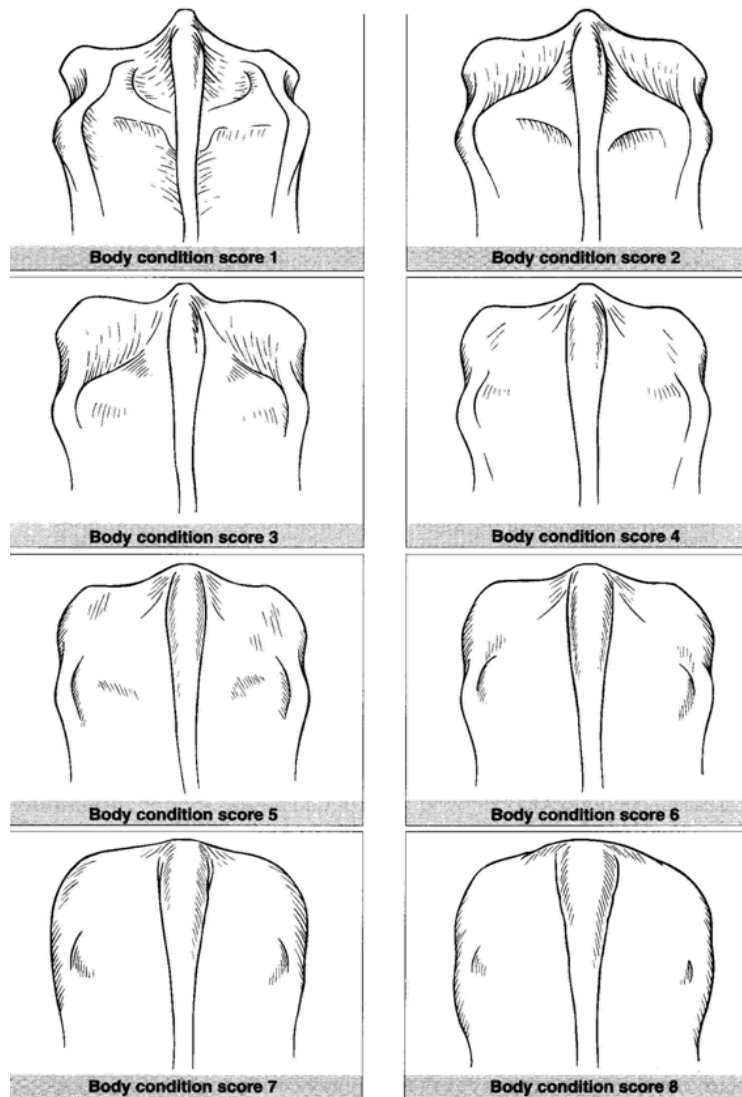 Body condition score 1
Body condition score 2
Body condition score 3
Body condition score 4
Body condition score 5
Body condition score 6
Body condition score 7
Body condition score 8